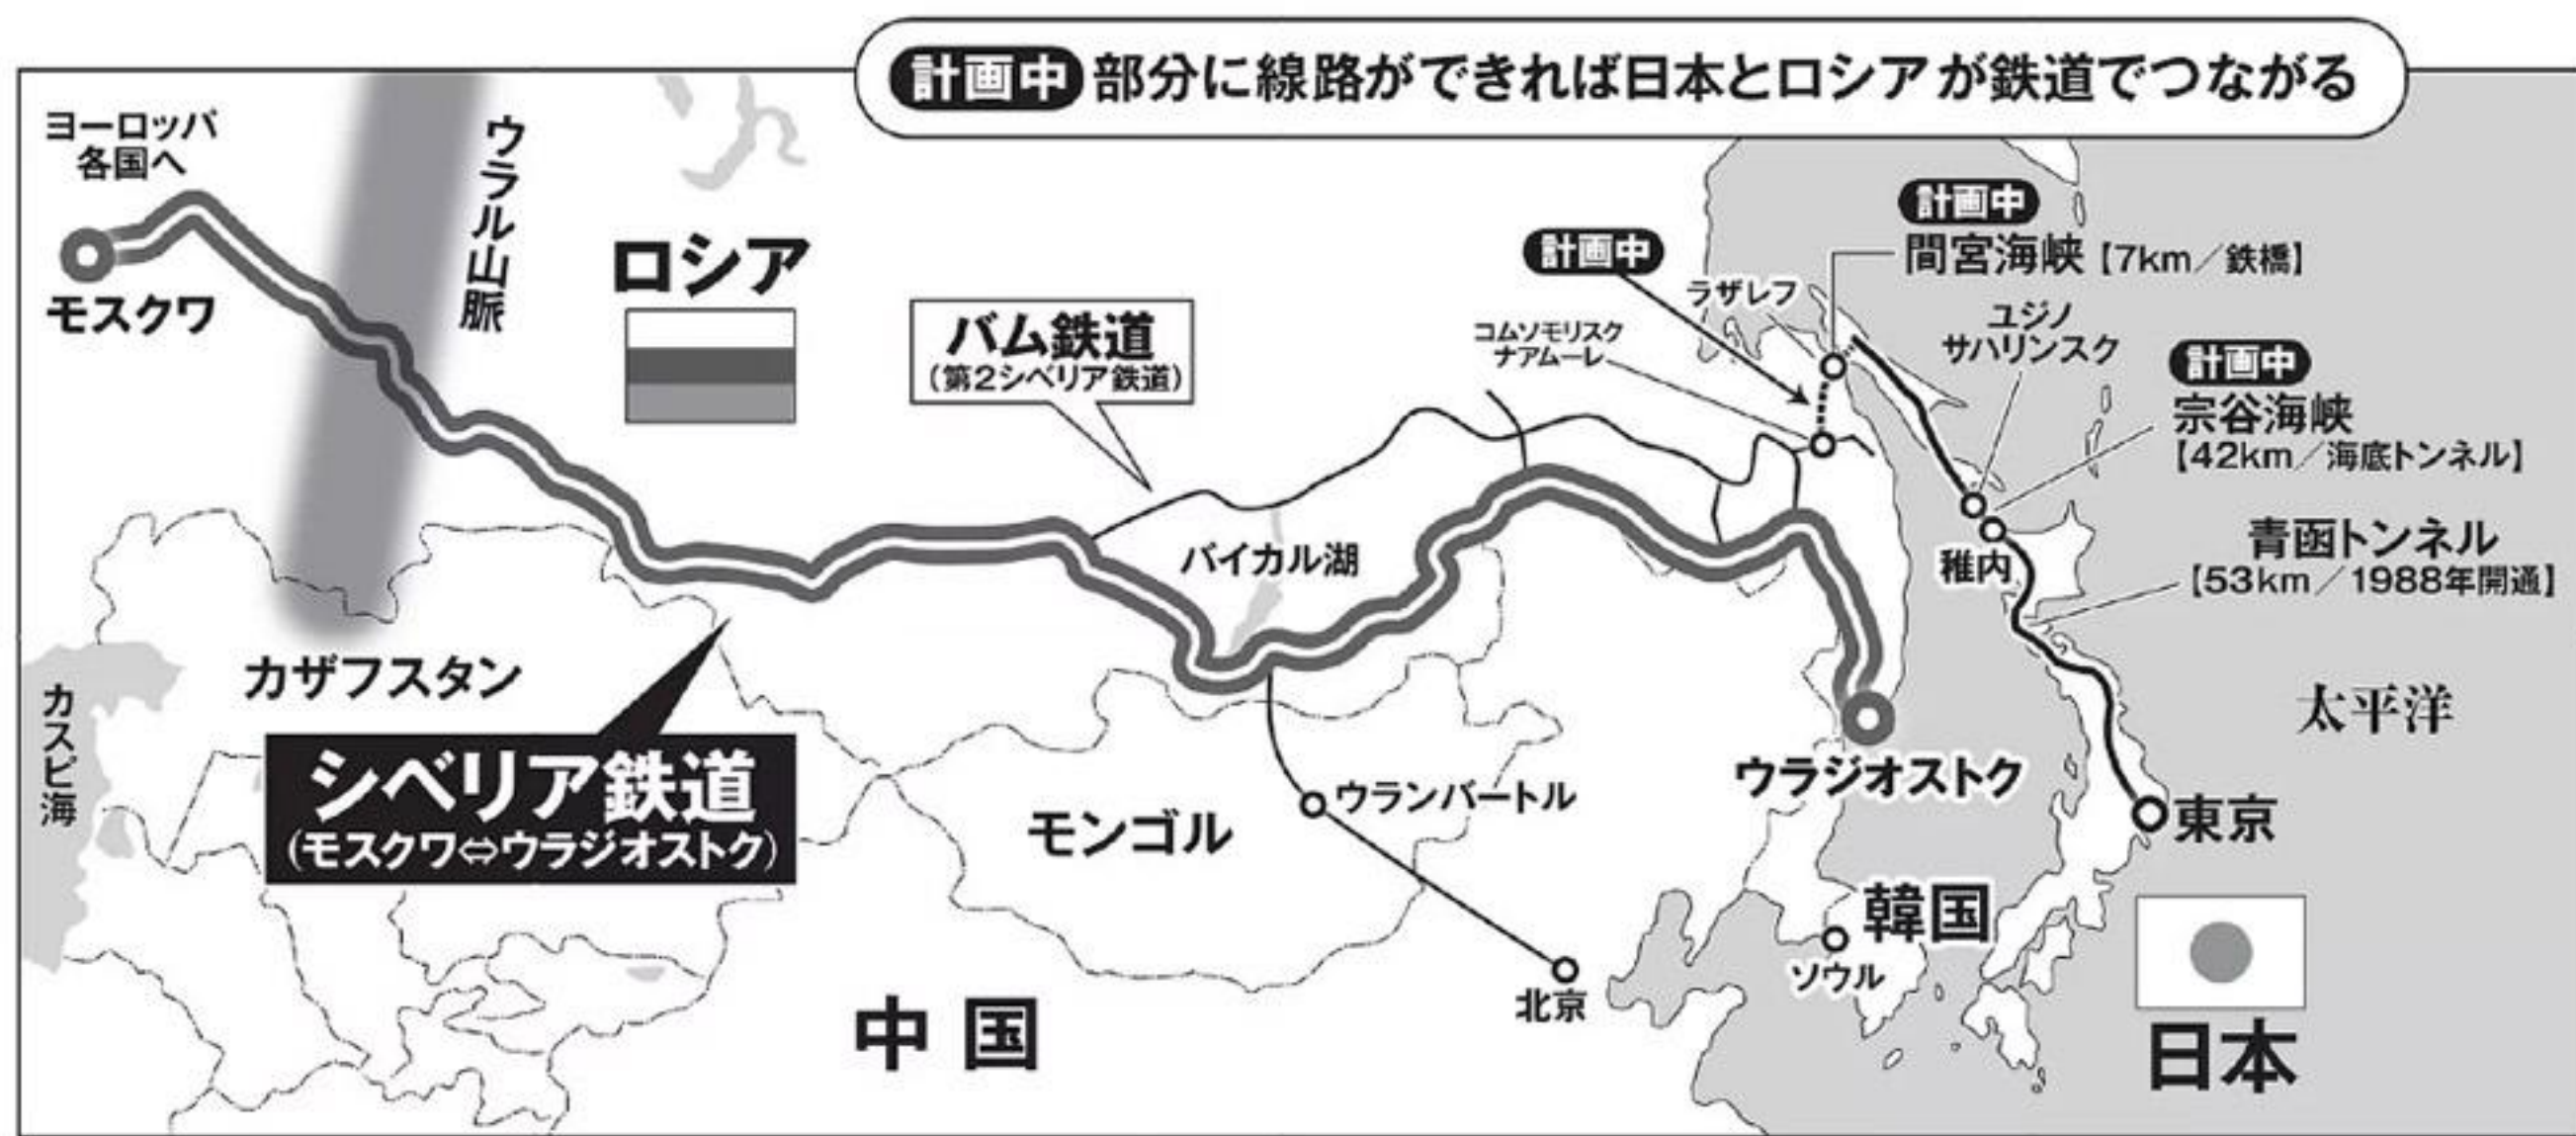 計画中 部分に線路ができれば日本とロシアが鉄道でつながる
ヨーロッパ
各国へ
モスクワ
ウラル山脈
ロシア
バム鉄道
(第2シベリア鉄道)
計画中
ラザレフ
コムソモリスク
ナアムーレ
計画中
間宮海峡【7km/鉄橋】
ユジノ
サハリンスク
計画中
宗谷海峡
【42km/海底トンネル】
青函トンネル
【53km/1988年開通】
稚内
バイカル湖
カザフスタン
カスピ海
シベリア鉄道
(モスクワ⇔ウラジオストク)
モンゴル
ウランバートル
ウラジオストク
太平洋
東京
韓国
ソウル
北京
中国
日本